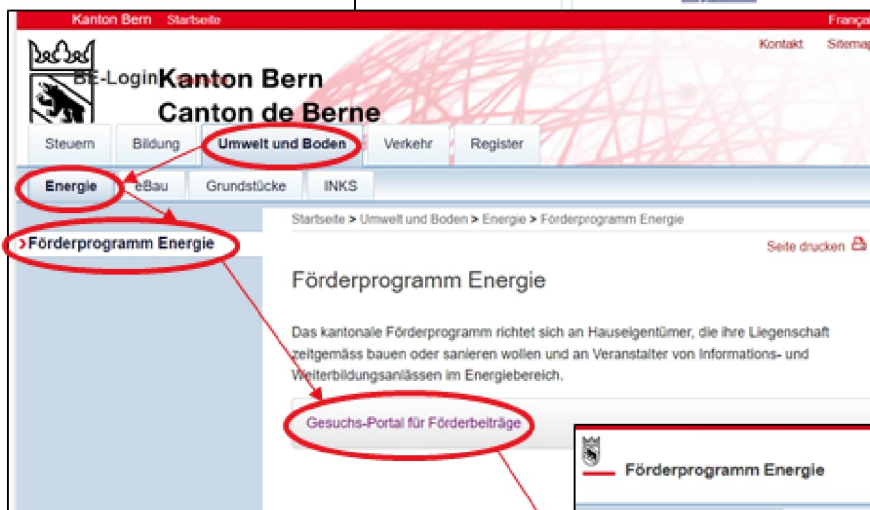 Kanton Bern Startseite Français
Kontakt Sitemap
BE-Login Kanton Bern
Canton de Berne
Steuern Bildung Umwelt und Boden Verkehr Register
Energie eBau Grundstücke INKS
Startseite > Umwelt und Boden > Energie > Förderprogramm Energie
Förderprogramm Energie
Seite drucken
Förderprogramm Energie
Das kantonale Förderprogramm richtet sich an Hauseigentümer, die ihre Liegenschaft
zeitgemäss bauen oder sanieren wollen und an Veranstalter von Informations- und
Weiterbildungsanlässen im Energiebereich.
Gesuchs-Portal für Förderbeiträge
Förderprogramm Energie